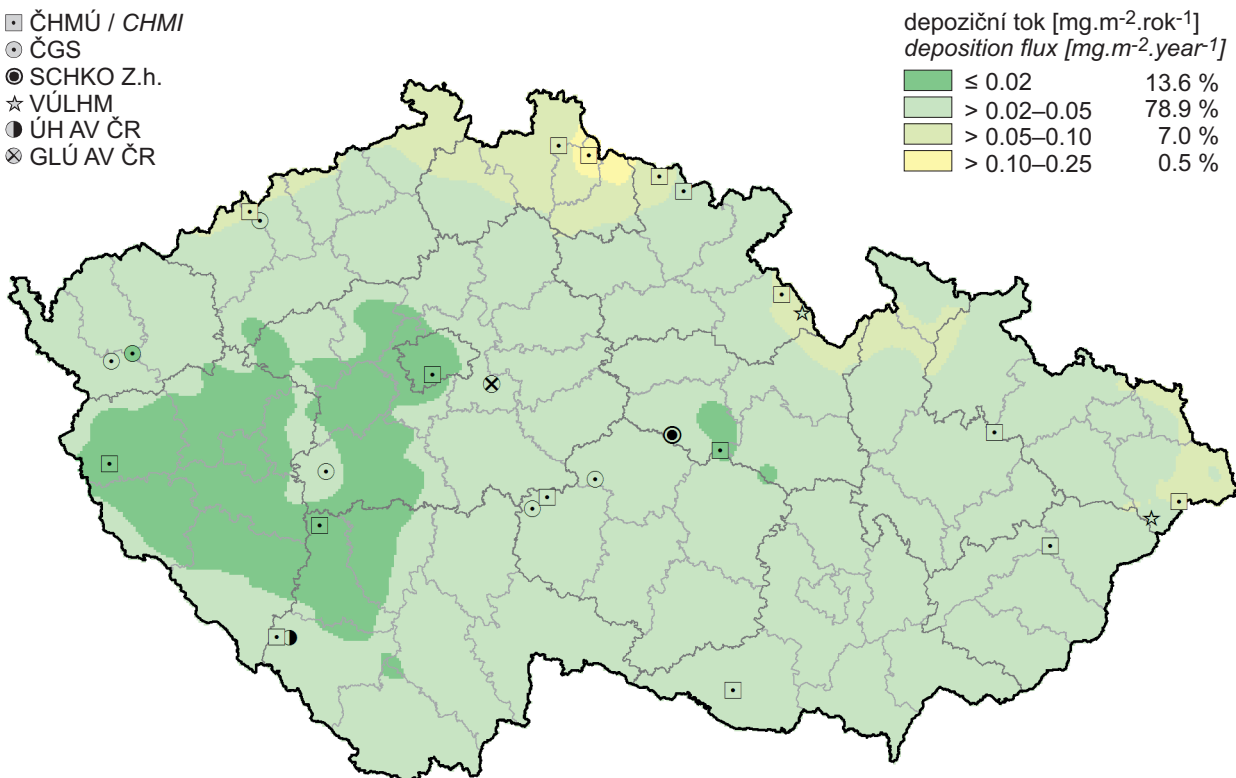 ČHMÚ / CHMI
ČGS
SCHKO Z.h.
VÚLHM
ÚH AV ČR
GLÚ AV ČR
depoziční tok [mg.m-2.rok-1]
deposition flux [mg.m-2.year-1]
≤ 0.02 13.6 %
> 0.02–0.05 78.9 %
> 0.05–0.10 7.0 %
> 0.10–0.25 0.5 %